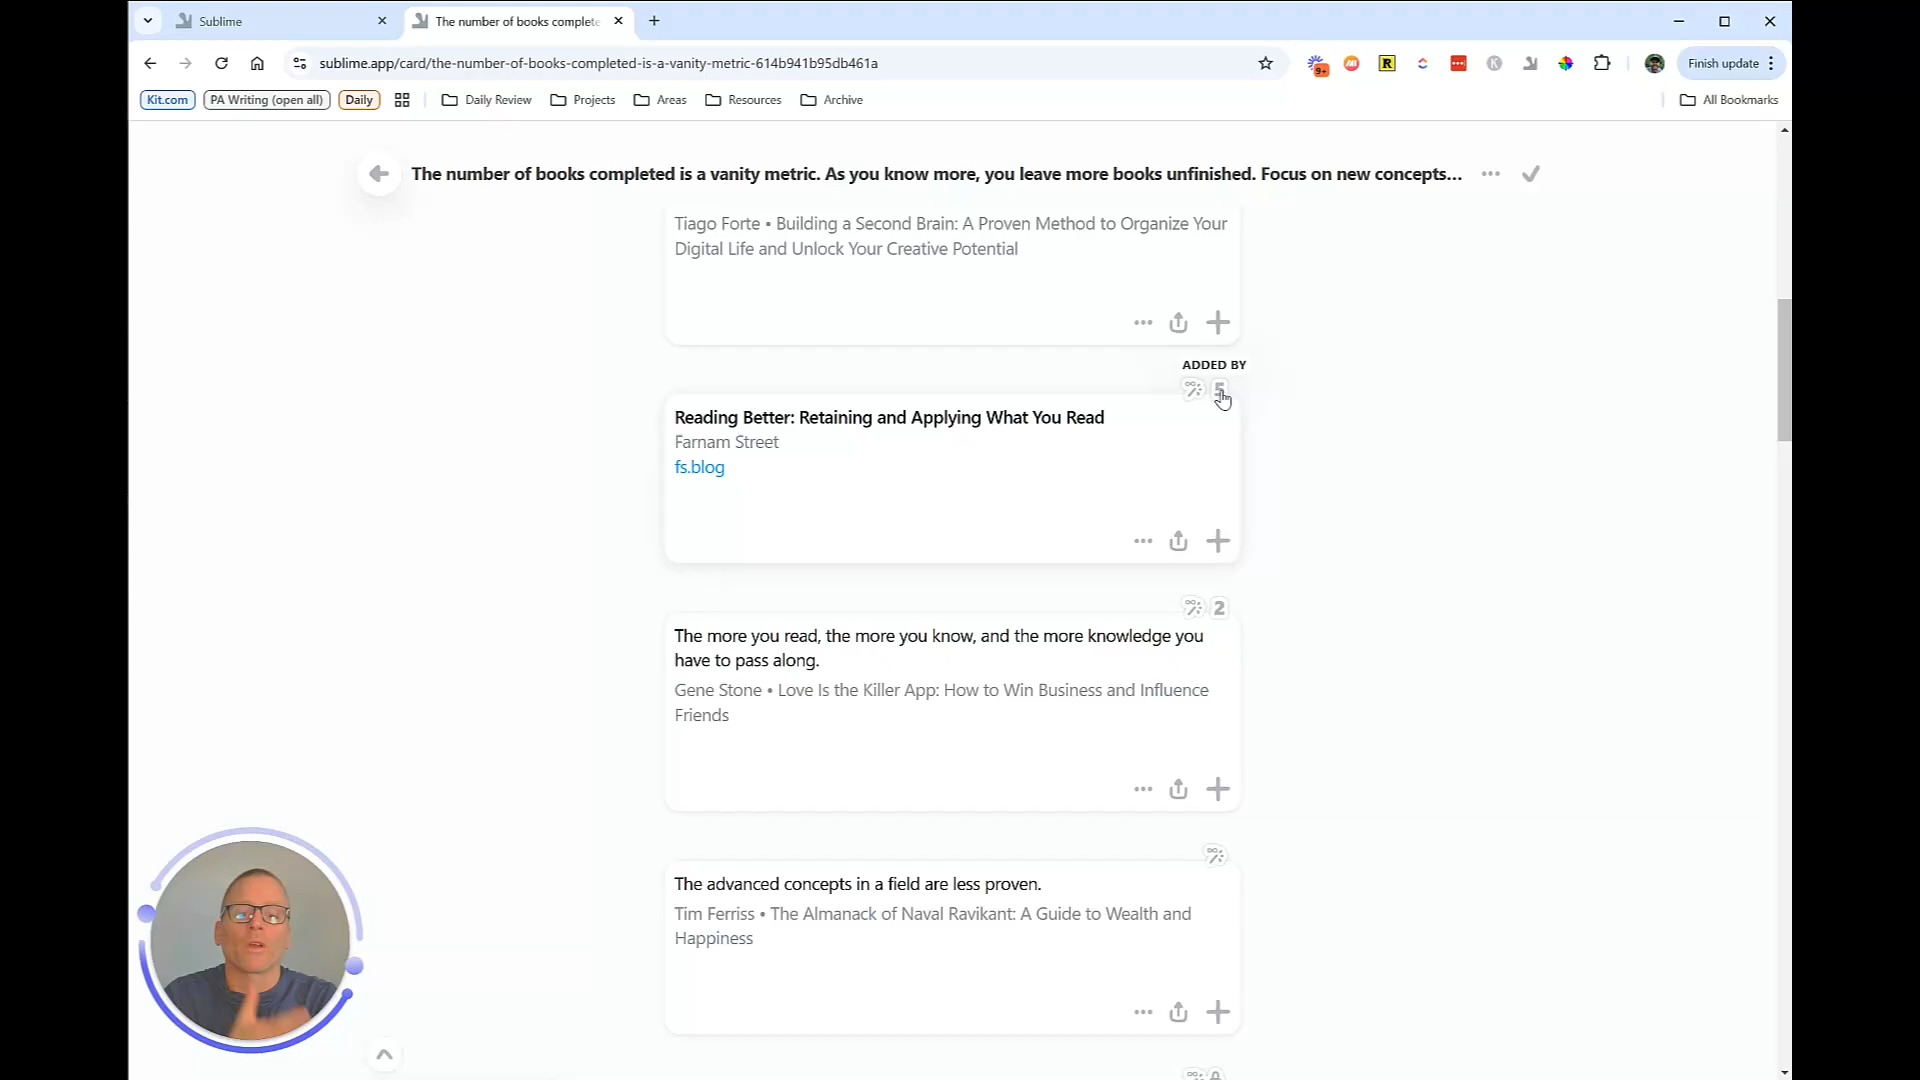 Sublime
The number of books complete
sublime.app/card/the-number-of-books-completed-is-a-vanity-metric-614b941b95db461a
9+
R
K
Finish update
Kit.com
PA Writing (open all)
Daily
Daily Review
Projects
Areas
Resources
Archive
All Bookmarks
The number of books completed is a vanity metric. As you know more, you leave more books unfinished. Focus on new concepts...
Tiago Forte • Building a Second Brain: A Proven Method to Organize Your
Digital Life and Unlock Your Creative Potential
ADDED BY
5
Reading Better: Retaining and Applying What You Read
Farnam Street
fs.blog
2
The more you read, the more you know, and the more knowledge you
have to pass along.
Gene Stone • Love Is the Killer App: How to Win Business and Influence
Friends
The advanced concepts in a field are less proven.
Tim Ferriss • The Almanack of Naval Ravikant: A Guide to Wealth and
Happiness